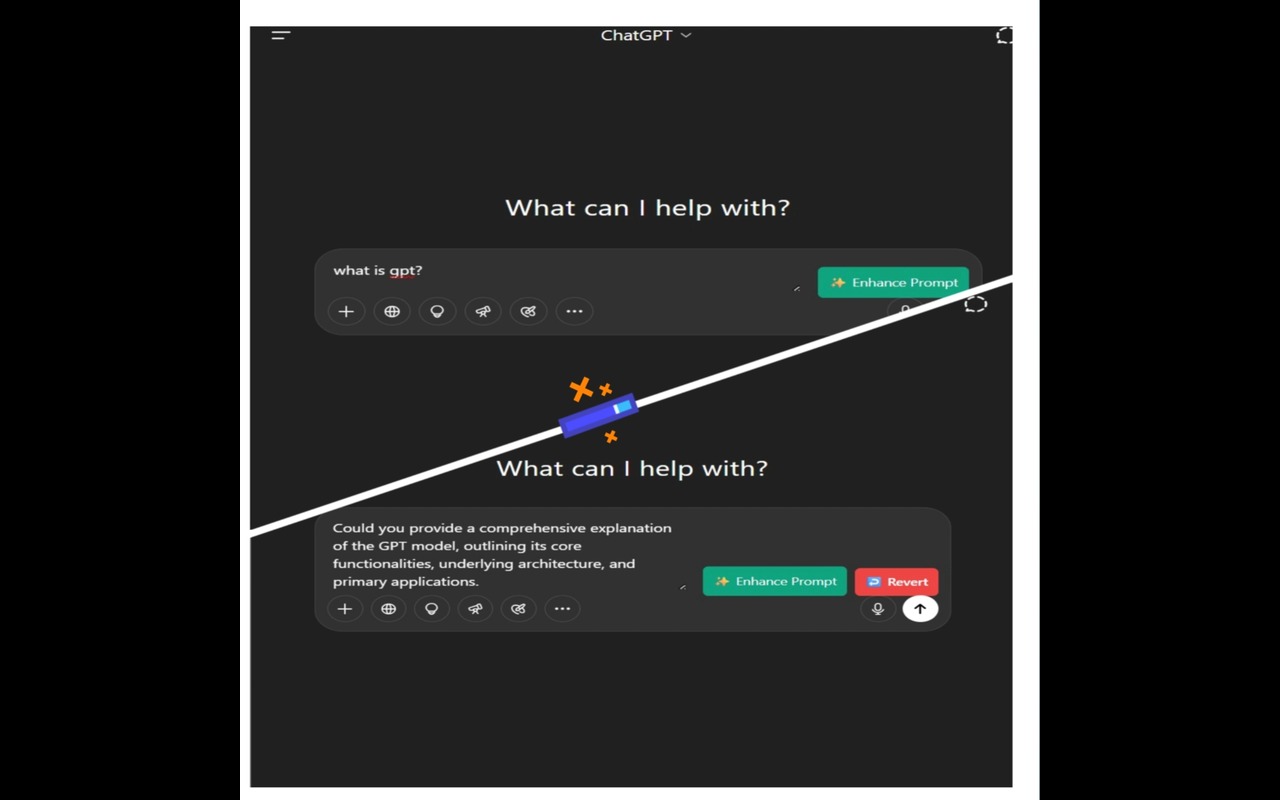 ChatGPT
What can I help with?
what is gpt?
Enhance Prompt
What can I help with?
Could you provide a comprehensive explanation
of the GPT model, outlining its core
functionalities, underlying architecture, and
primary applications.
Enhance Prompt
Revert